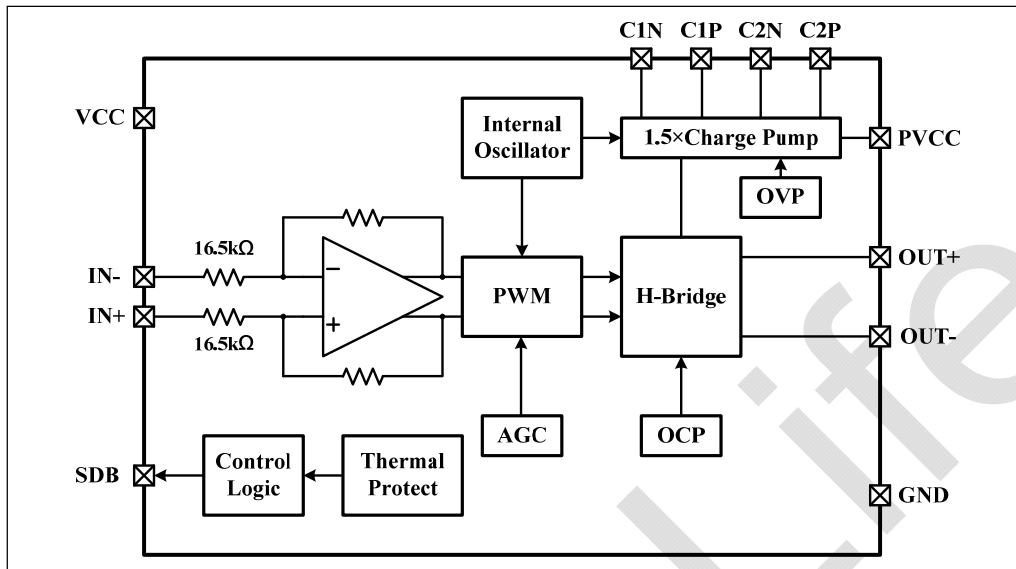 C1N C1P C2N C2P
VCC
Internal
Oscillator
1.5×Charge Pump
PVCC
OVP
16.5kΩ
IN-
IN+
16.5kΩ
−
+
PWM
H-Bridge
OUT+
OUT-
AGC
OCP
SDB
Control
Logic
Thermal
Protect
GND
Life